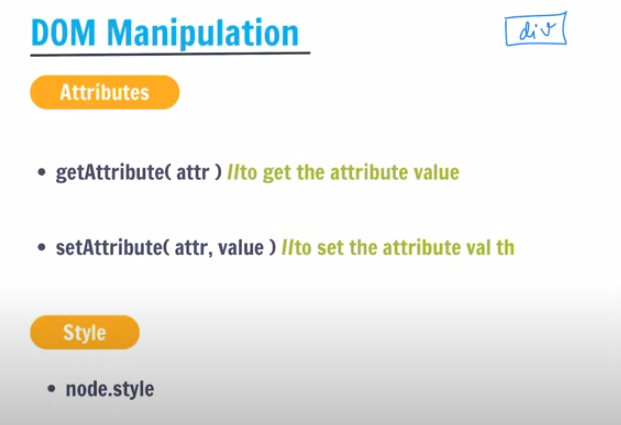 DOM Manipulation
div
Attributes
• getAttribute( attr ) //to get the attribute value
• setAttribute( attr, value ) //to set the attribute val th
Style
• node.style